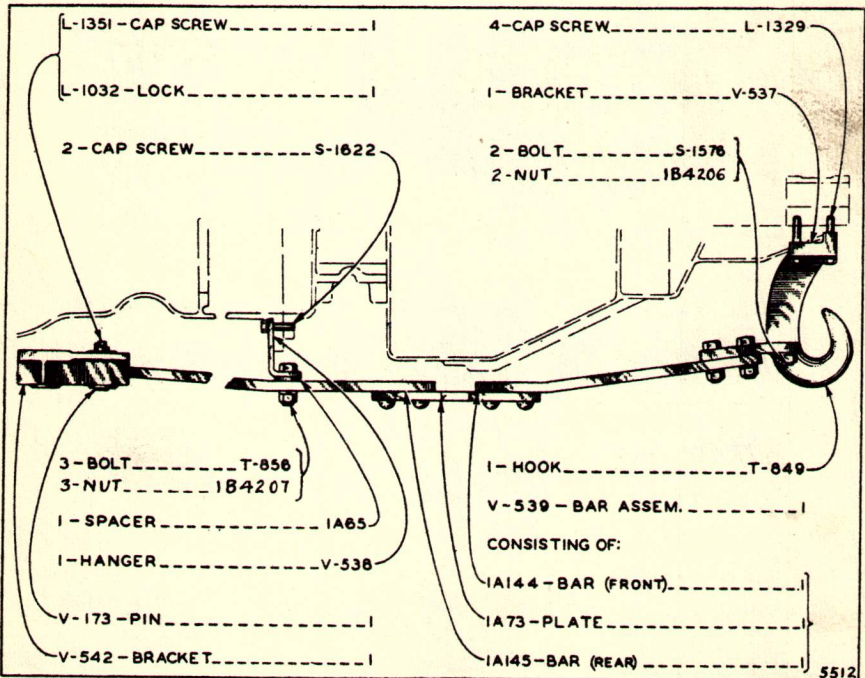 L-1351-CAP SCREW 1
L-1032-LOCK 1
2-CAP SCREW S-1622
4-CAP SCREW L-1329
1-BRACKET V-537
2-BOLT S-1576
2-NUT 1B4206
3-BOLT T-856
3-NUT 1B4207
1-SPACER 1A65
1-HANGER V-538
V-173-PIN 1
V-542-BRACKET 1
1-HOOK T-849
V-539-BAR ASSEM. 1
CONSISTING OF:
1A144-BAR (FRONT) 1
1A73-PLATE 1
1A145-BAR (REAR) 1
5512